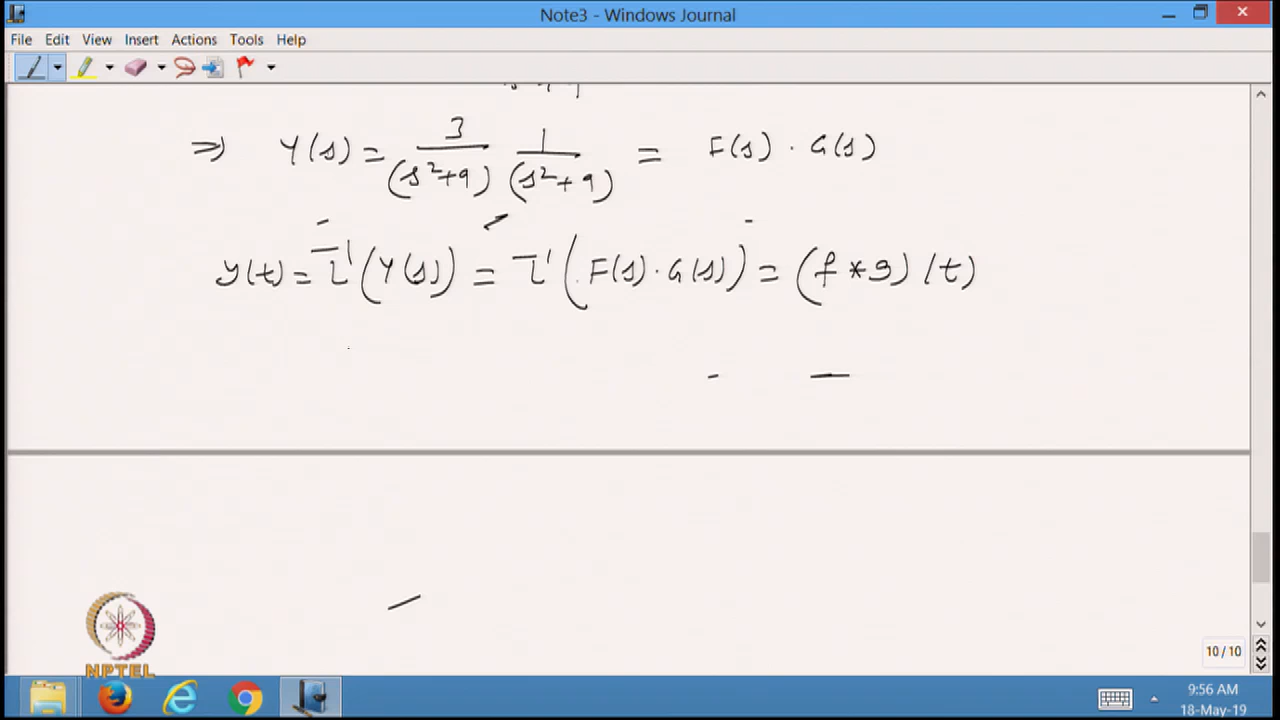 Note3 - Windows Journal
File Edit View Insert Actions Tools Help
⇒ Y(s) = 3/(s²+9) 1/(s²+9) = F(s) · G(s)
y(t) = L⁻¹(Y(s)) = L⁻¹(F(s) · G(s)) = (f * g)(t)
10 / 10
NPTEL
9:56 AM
18-May-19